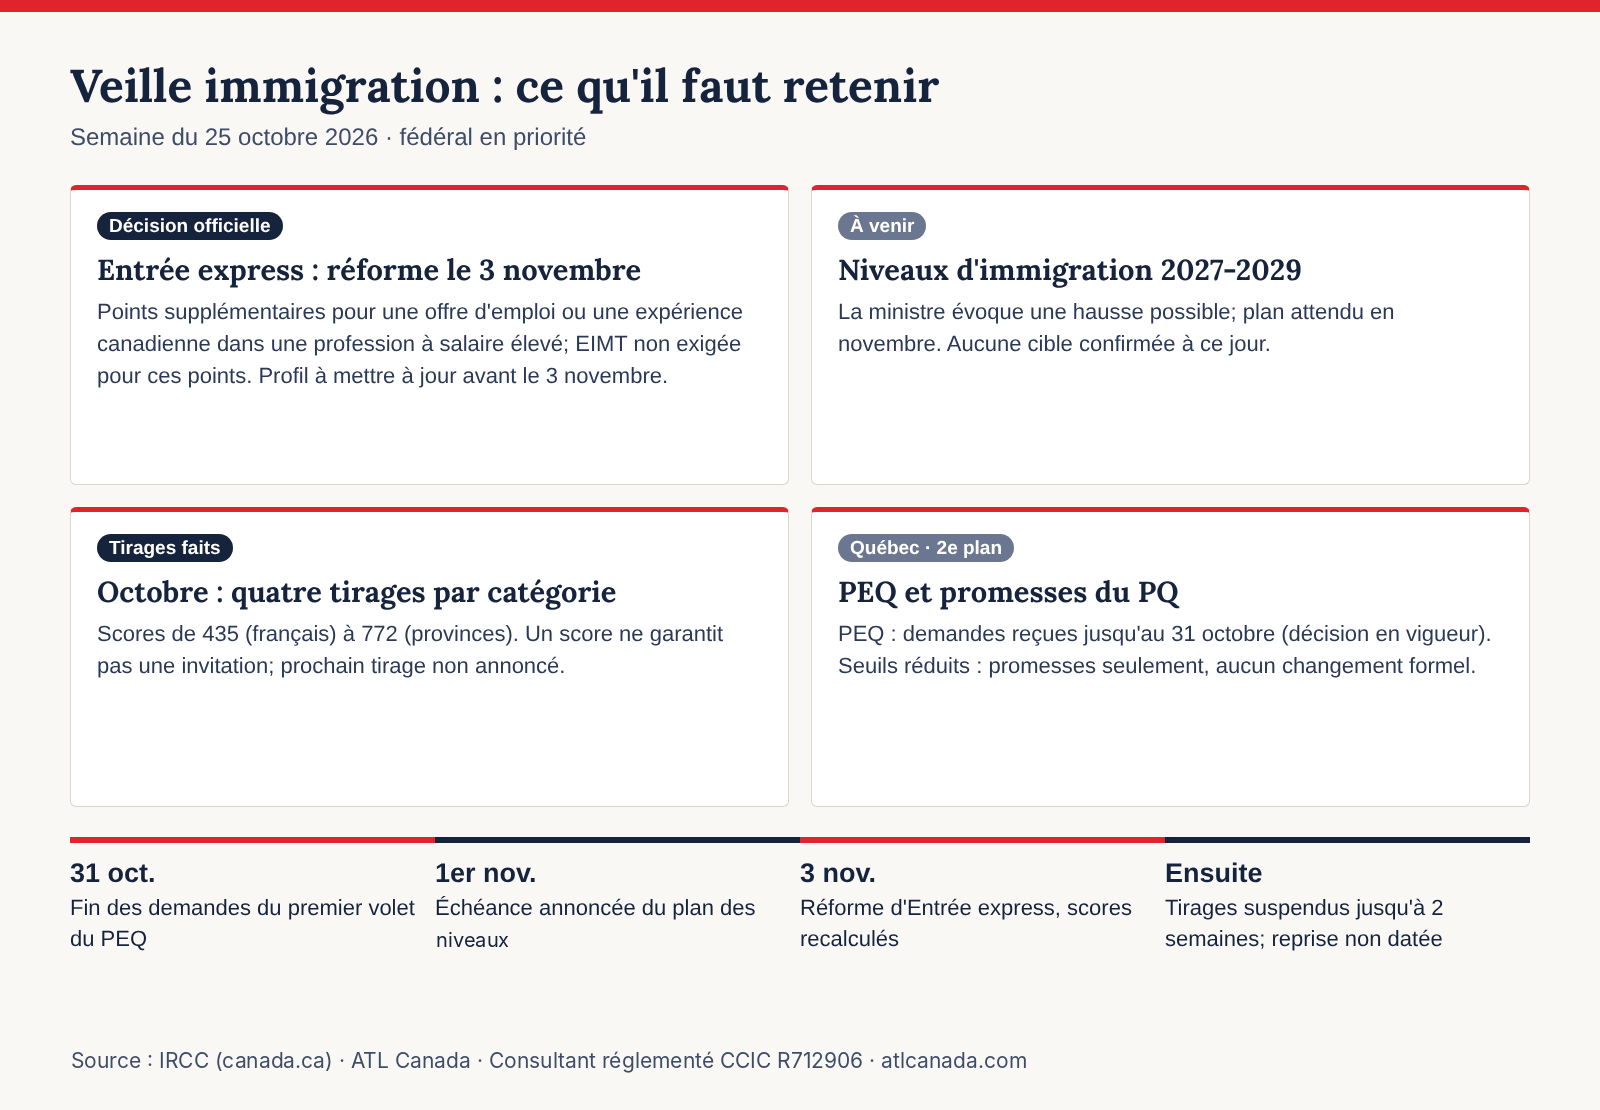 Veille immigration : ce qu'il faut retenir
Semaine du 25 octobre 2026 · fédéral en priorité
Décision officielle
Entrée express : réforme le 3 novembre
Points supplémentaires pour une offre d'emploi ou une expérience
canadienne dans une profession à salaire élevé; EIMT non exigée
pour ces points. Profil à mettre à jour avant le 3 novembre.
À venir
Niveaux d'immigration 2027-2029
La ministre évoque une hausse possible; plan attendu en
novembre. Aucune cible confirmée à ce jour.
Tirages faits
Octobre : quatre tirages par catégorie
Scores de 435 (français) à 772 (provinces). Un score ne garantit
pas une invitation; prochain tirage non annoncé.
Québec · 2e plan
PEQ et promesses du PQ
PEQ : demandes reçues jusqu'au 31 octobre (décision en vigueur).
Seuils réduits : promesses seulement, aucun changement formel.
31 oct.
Fin des demandes du premier volet
du PEQ
1er nov.
Échéance annoncée du plan des
niveaux
3 nov.
Réforme d'Entrée express, scores
recalculés
Ensuite
Tirages suspendus jusqu'à 2
semaines; reprise non datée
Source : IRCC (canada.ca) · ATL Canada · Consultant réglementé CCIC R712906 · atlcanada.com